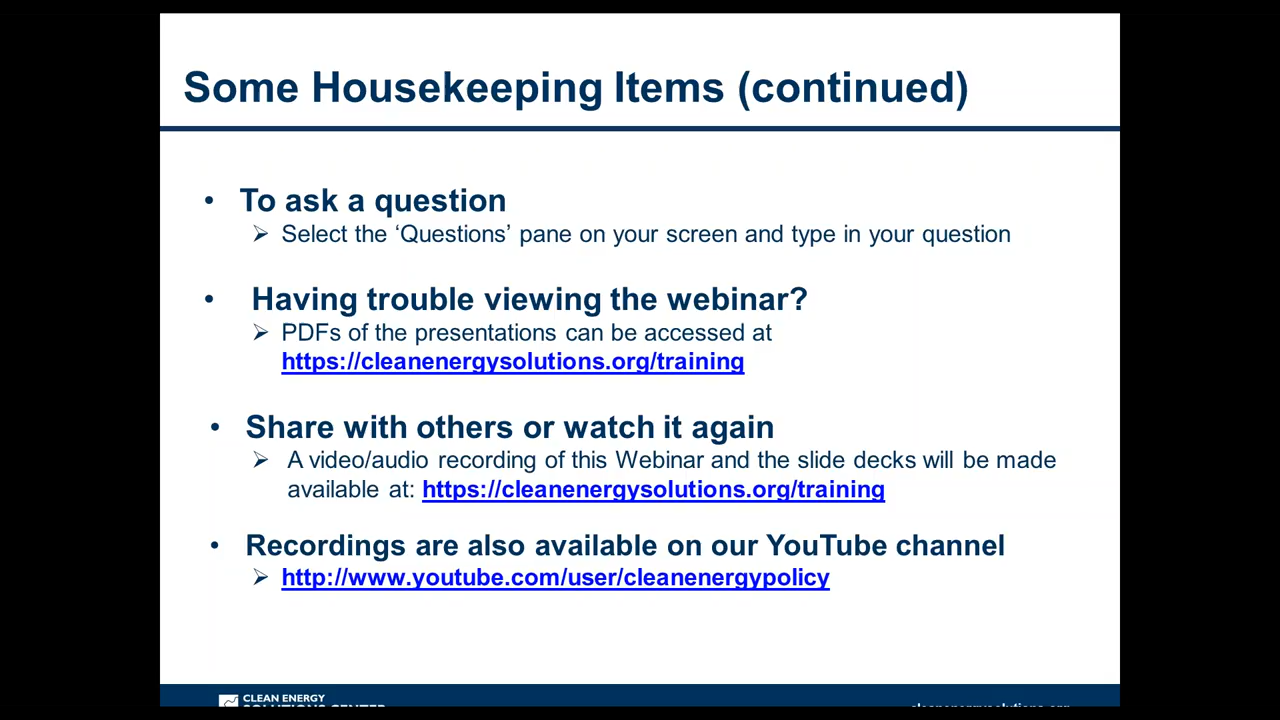 Some Housekeeping Items (continued)
• To ask a question
➢ Select the ‘Questions’ pane on your screen and type in your question
• Having trouble viewing the webinar?
➢ PDFs of the presentations can be accessed at
https://cleanenergysolutions.org/training
• Share with others or watch it again
➢ A video/audio recording of this Webinar and the slide decks will be made
available at: https://cleanenergysolutions.org/training
• Recordings are also available on our YouTube channel
➢ http://www.youtube.com/user/cleanenergypolicy
CLEAN ENERGY
SOLUTIONS CENTER
cleanenergysolutions.org